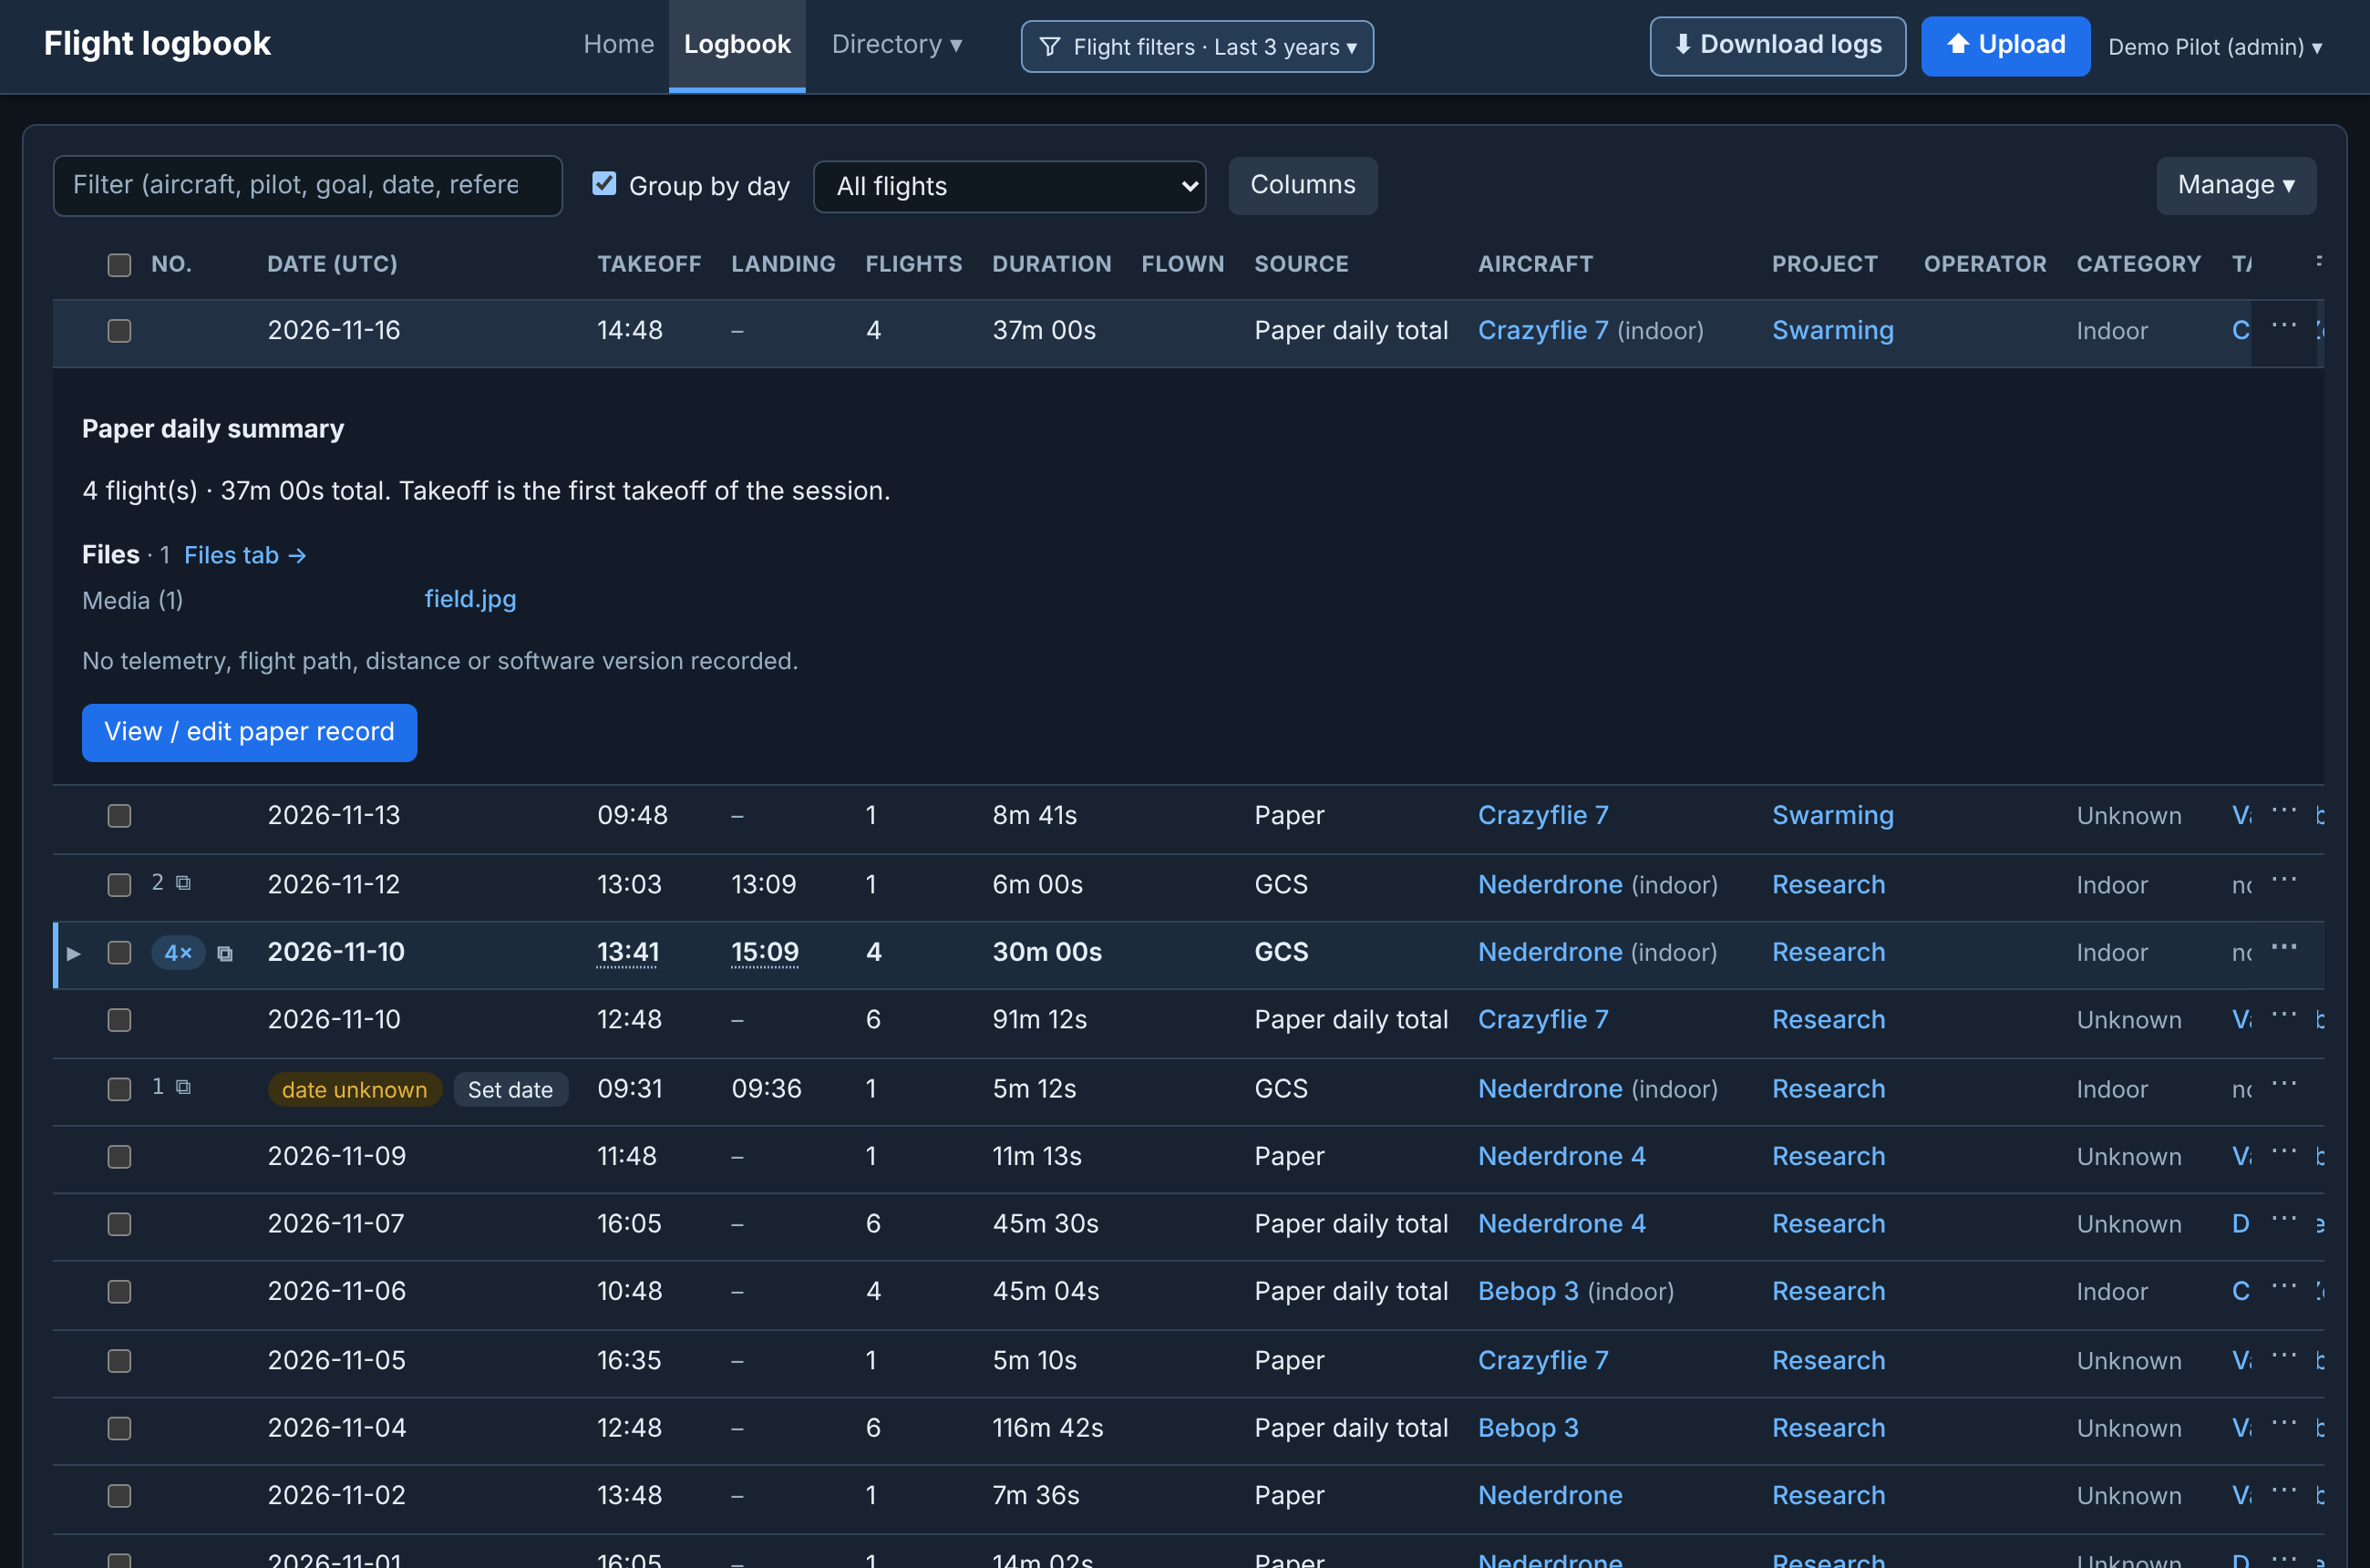 Flight logbook Home Logbook Directory ▾ Flight filters · Last 3 years ▾ ⬇ Download logs ⬆ Upload Demo Pilot (admin) ▾
Filter (aircraft, pilot, goal, date, refere Group by day All flights Columns Manage ▾
NO. DATE (UTC) TAKEOFF LANDING FLIGHTS DURATION FLOWN SOURCE AIRCRAFT PROJECT OPERATOR CATEGORY
2026-11-16 14:48 – 4 37m 00s Paper daily total Crazyflie 7 (indoor) Swarming Indoor C ···
Paper daily summary
4 flight(s) · 37m 00s total. Takeoff is the first takeoff of the session.
Files · 1 Files tab →
Media (1) field.jpg
No telemetry, flight path, distance or software version recorded.
View / edit paper record
2026-11-13 09:48 – 1 8m 41s Paper Crazyflie 7 Swarming Unknown ···
2 ⧉ 2026-11-12 13:03 13:09 1 6m 00s GCS Nederdrone (indoor) Research Indoor ···
▶ 4× ⧉ 2026-11-10 13:41 15:09 4 30m 00s GCS Nederdrone (indoor) Research Indoor ···
2026-11-10 12:48 – 6 91m 12s Paper daily total Crazyflie 7 Research Unknown ···
1 ⧉ date unknown Set date 09:31 09:36 1 5m 12s GCS Nederdrone (indoor) Research Indoor ···
2026-11-09 11:48 – 1 11m 13s Paper Nederdrone 4 Research Unknown ···
2026-11-07 16:05 – 6 45m 30s Paper daily total Nederdrone 4 Research Unknown D ···
2026-11-06 10:48 – 4 45m 04s Paper daily total Bebop 3 (indoor) Research Indoor C ···
2026-11-05 16:35 – 1 5m 10s Paper Crazyflie 7 Research Unknown ···
2026-11-04 12:48 – 6 116m 42s Paper daily total Bebop 3 Research Unknown ···
2026-11-02 13:48 – 1 7m 36s Paper Nederdrone Research Unknown ···
2026-11-01 16:05 – 1 14m 02s Paper Nederdrone Research Unknown D ···